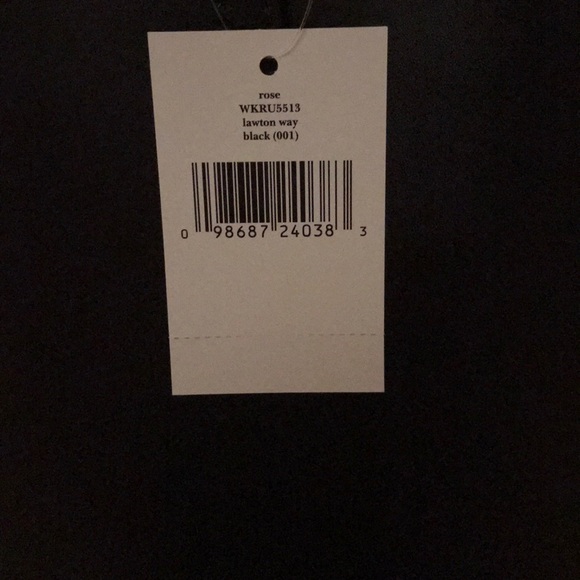 rose
WKRU5513
lawton way
black (001)
0 98687 24038 3